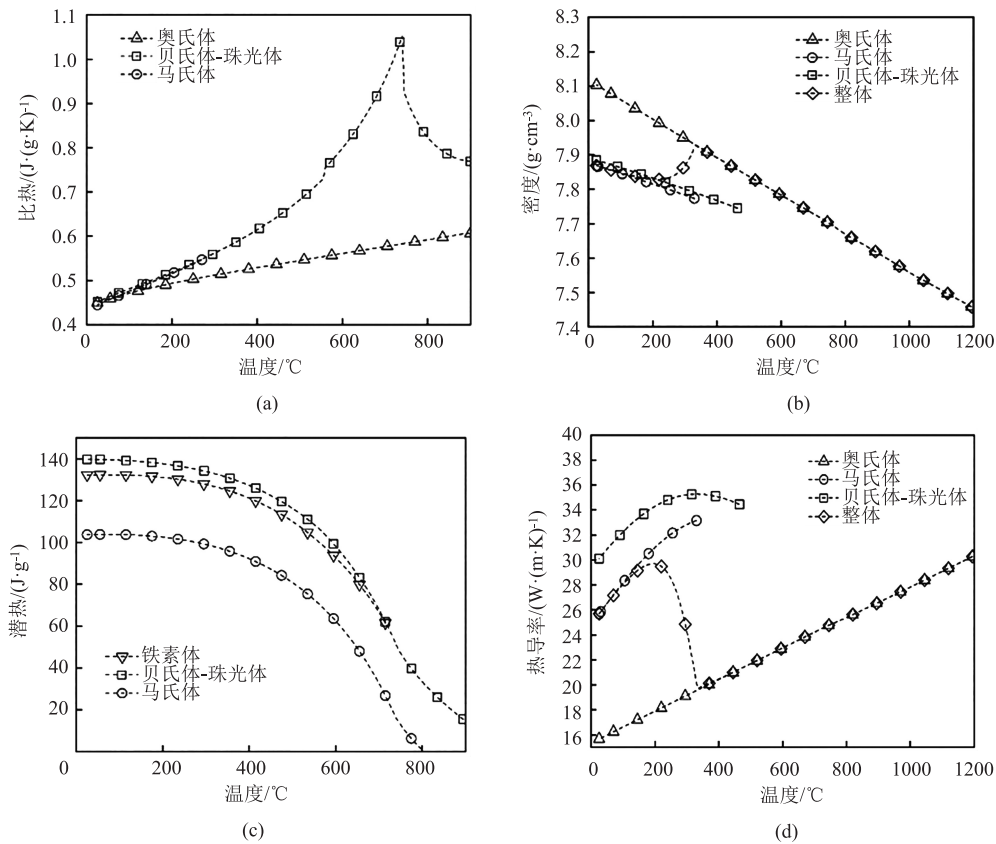 1.1
1.0
0.9
0.8
0.7
0.6
0.5
0.4
比热/(J·(g·K)-1)
奥氏体
贝氏体-珠光体
马氏体
0 200 400 600 800
温度/℃
(a)
8.3
8.2
8.1
8.0
7.9
7.8
7.7
7.6
7.5
7.4
密度/(g·cm-3)
奥氏体
马氏体
贝氏体-珠光体
整体
0 200 400 600 800 1000 1200
温度/℃
(b)
140
120
100
80
60
40
20
潜热/(J·g-1)
铁素体
贝氏体-珠光体
马氏体
0 200 400 600 800
温度/℃
(c)
40
38
36
34
32
30
28
26
24
22
20
18
16
热导率/(W·(m·K)-1)
奥氏体
马氏体
贝氏体-珠光体
整体
0 200 400 600 800 1000 1200
温度/℃
(d)